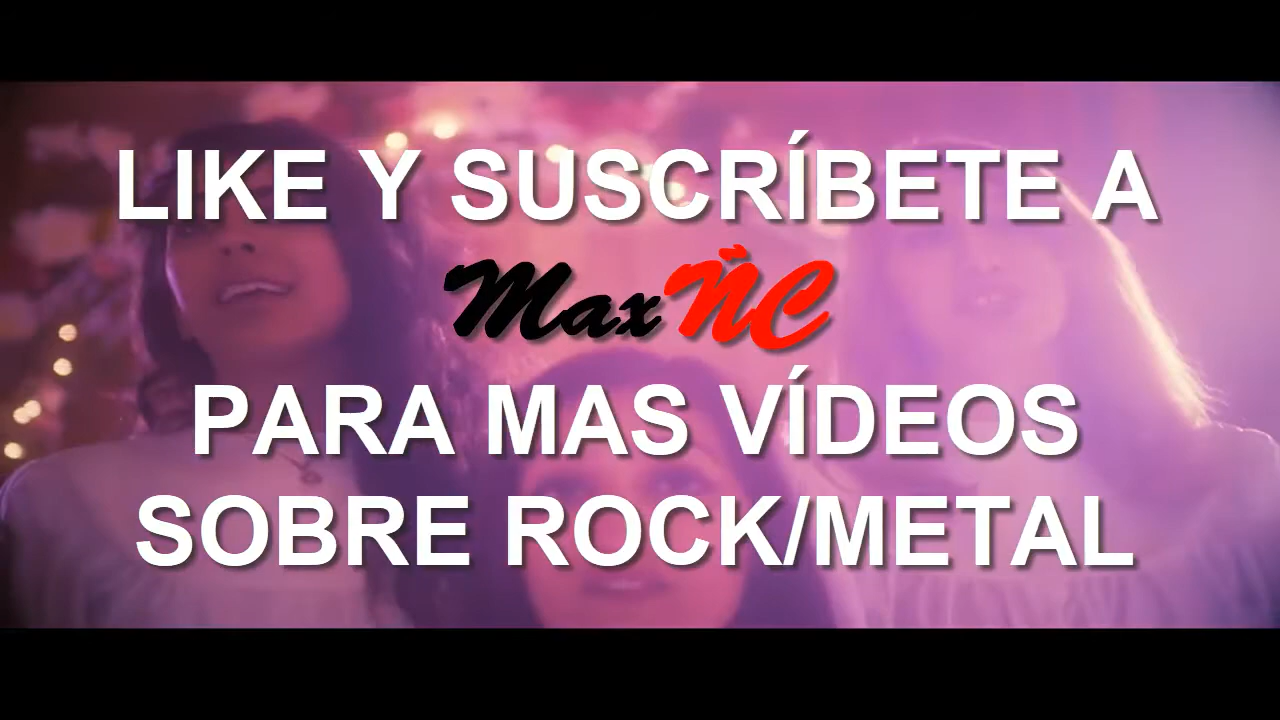 LIKE Y SUSCRÍBETE A
MaxÑC
PARA MAS VÍDEOS
SOBRE ROCK/METAL